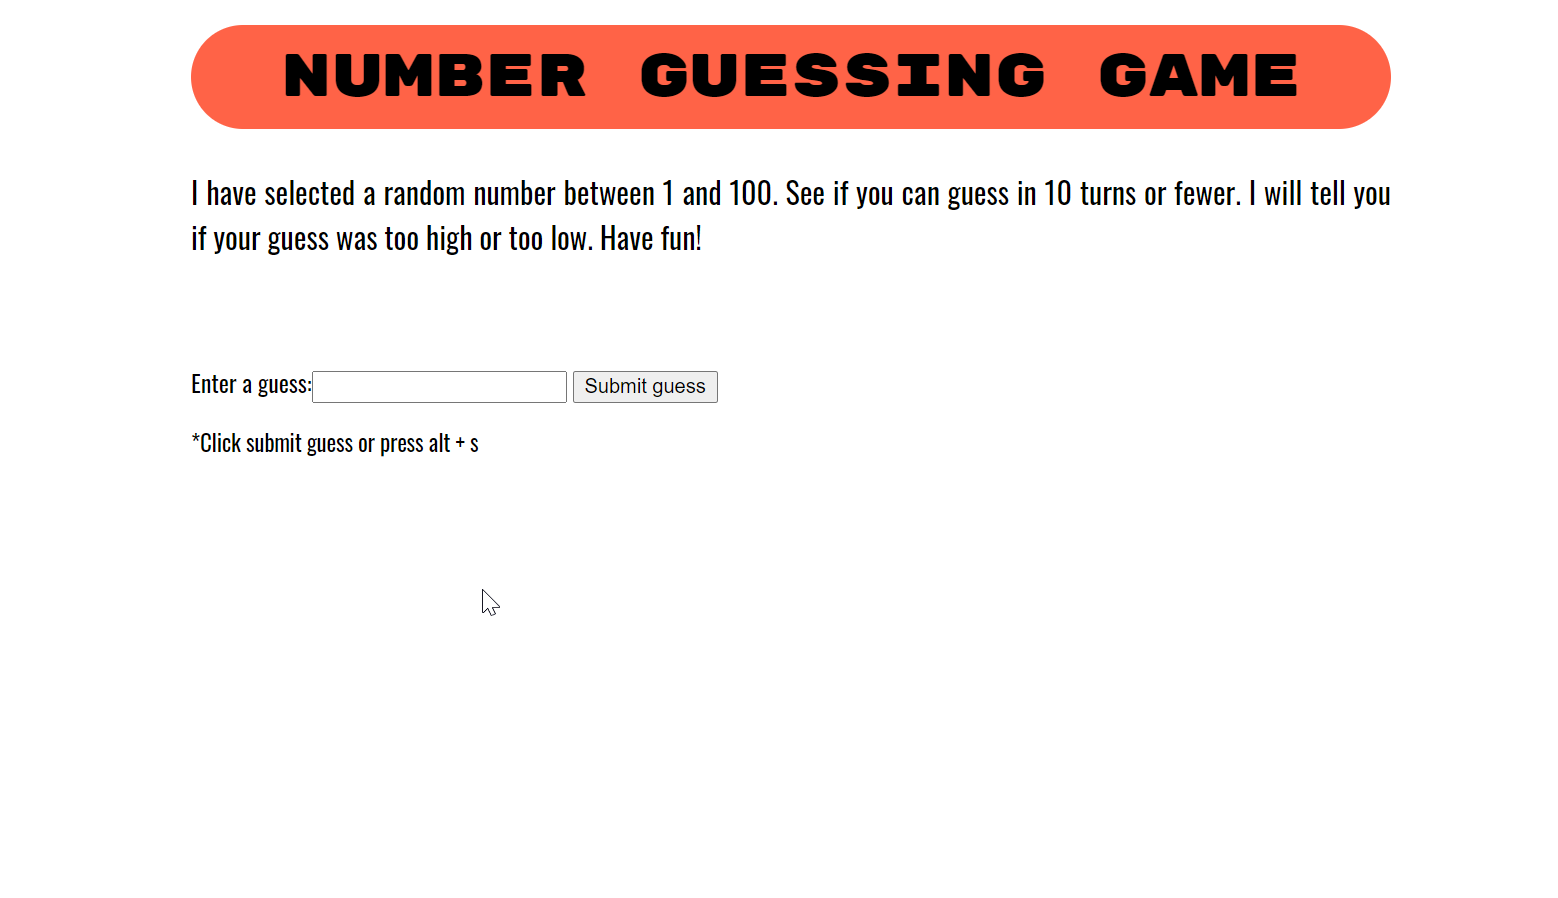 NUMBER GUESSING GAME
I have selected a random number between 1 and 100. See if you can guess in 10 turns or fewer. I will tell you
if your guess was too high or too low. Have fun!
Enter a guess: Submit guess
*Click submit guess or press alt + s